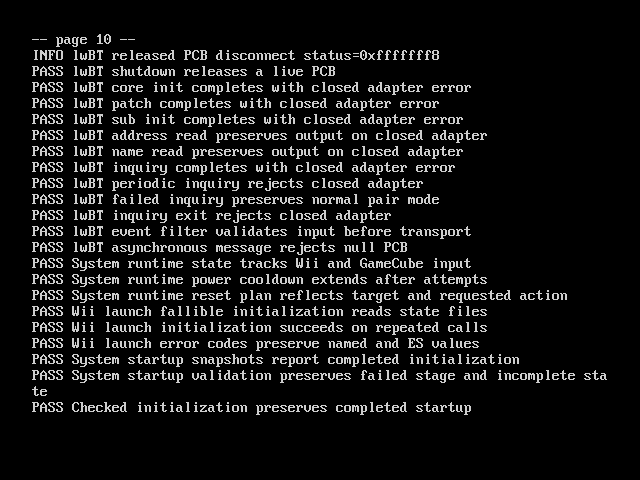 -- page 10 --
INFO lwBT released PCB disconnect status=0xfffffff8
PASS lwBT shutdown releases a live PCB
PASS lwBT core init completes with closed adapter error
PASS lwBT patch completes with closed adapter error
PASS lwBT sub init completes with closed adapter error
PASS lwBT address read preserves output on closed adapter
PASS lwBT name read preserves output on closed adapter
PASS lwBT inquiry completes with closed adapter error
PASS lwBT periodic inquiry rejects closed adapter
PASS lwBT failed inquiry preserves normal pair mode
PASS lwBT inquiry exit rejects closed adapter
PASS lwBT event filter validates input before transport
PASS lwBT asynchronous message rejects null PCB
PASS System runtime state tracks Wii and GameCube input
PASS System runtime power cooldown extends after attempts
PASS System runtime reset plan reflects target and requested action
PASS Wii launch fallible initialization reads state files
PASS Wii launch initialization succeeds on repeated calls
PASS Wii launch error codes preserve named and ES values
PASS System startup snapshots report completed initialization
PASS System startup validation preserves failed stage and incomplete sta
te
PASS Checked initialization preserves completed startup